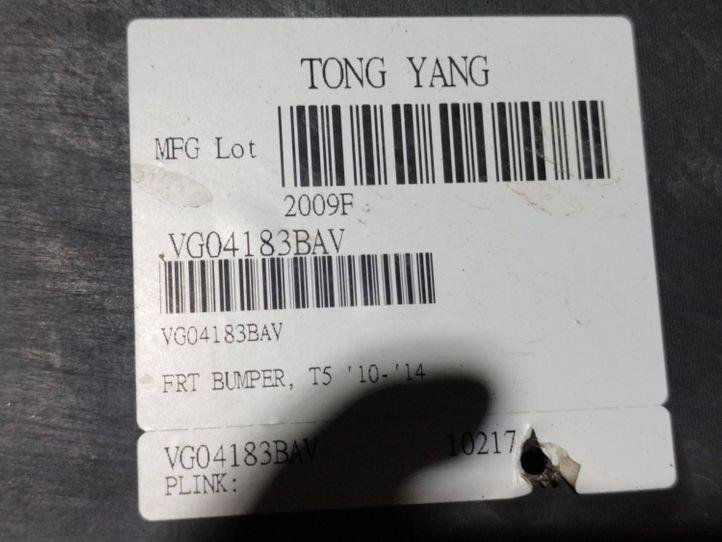 TONG YANG
MFG Lot
2009F
VG04183BAV
VG04183BAV
FRT BUMPER, T5 '10-'14
VG04183BAV 10217
PLINK: